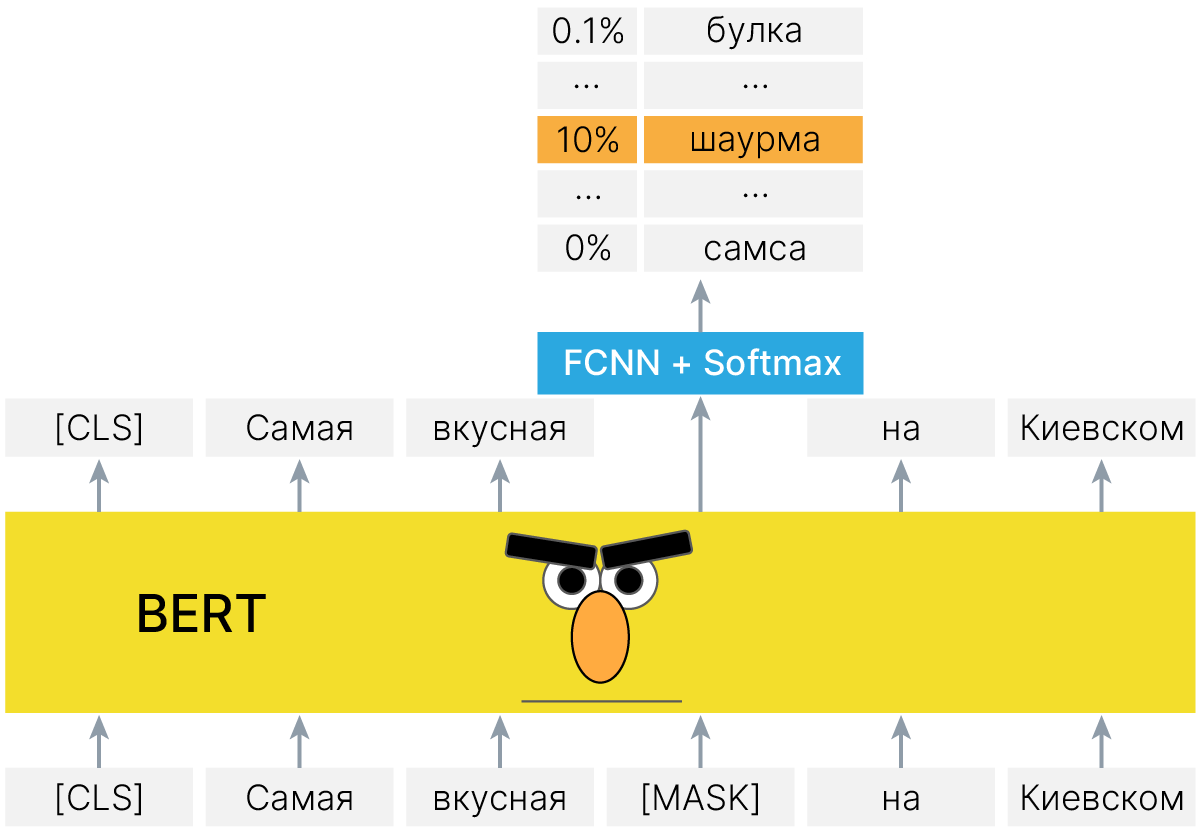 0.1% булка
... ...
10% шаурма
... ...
0% самса
FCNN + Softmax
[CLS] Самая вкусная на Киевском
BERT
[CLS] Самая вкусная [MASK] на Киевском